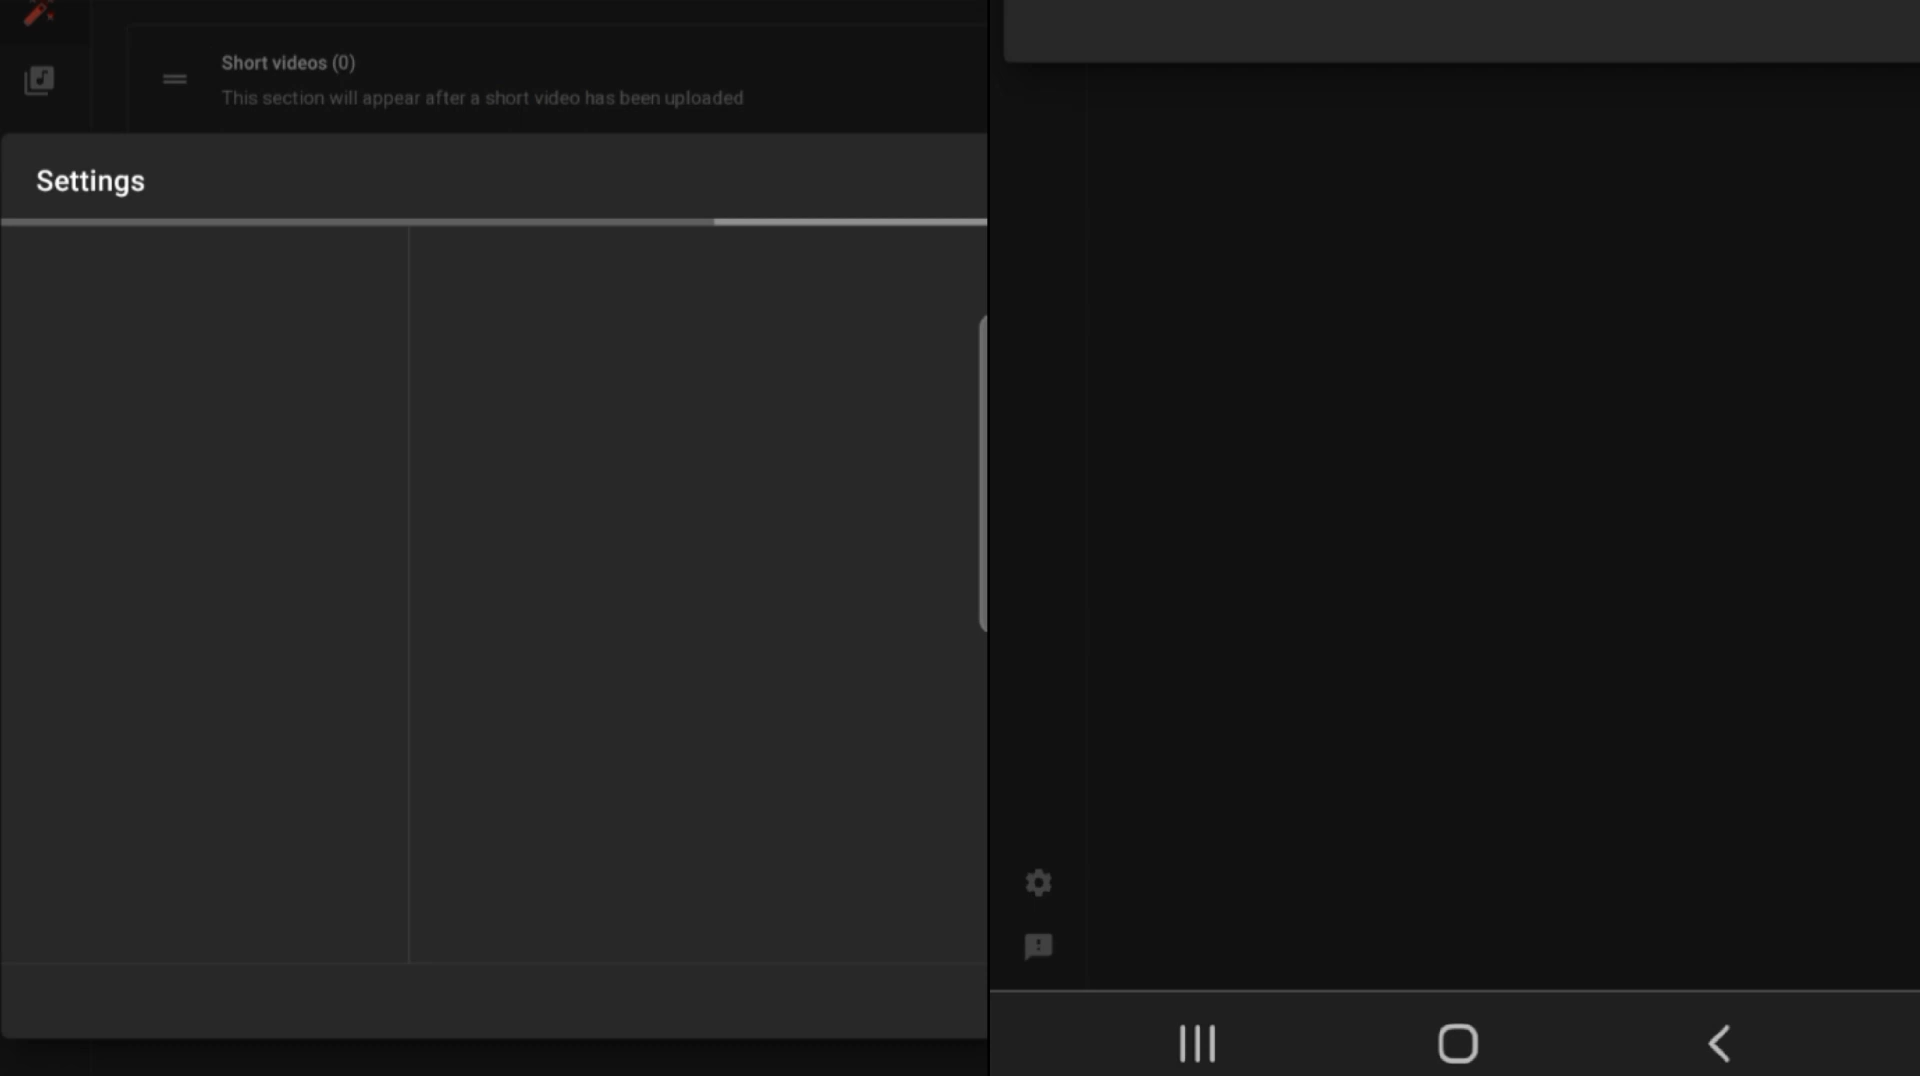 Short videos (0)
This section will appear after a short video has been uploaded
Settings